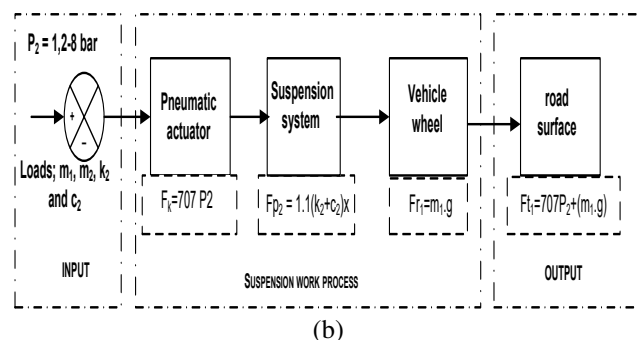 P₂ = 1,2-8 bar
+
−
Loads; m₁, m₂, k₂
and c₂
INPUT
Pneumatic
actuator
Fₖ=707 P2
Suspension
system
Fp₂ = 1.1(k₂+c₂)x
Vehicle
wheel
Fr₁=m₁.g
SUSPENSION WORK PROCESS
road
surface
Ft₁=707P₂+(m₁.g)
OUTPUT
(b)